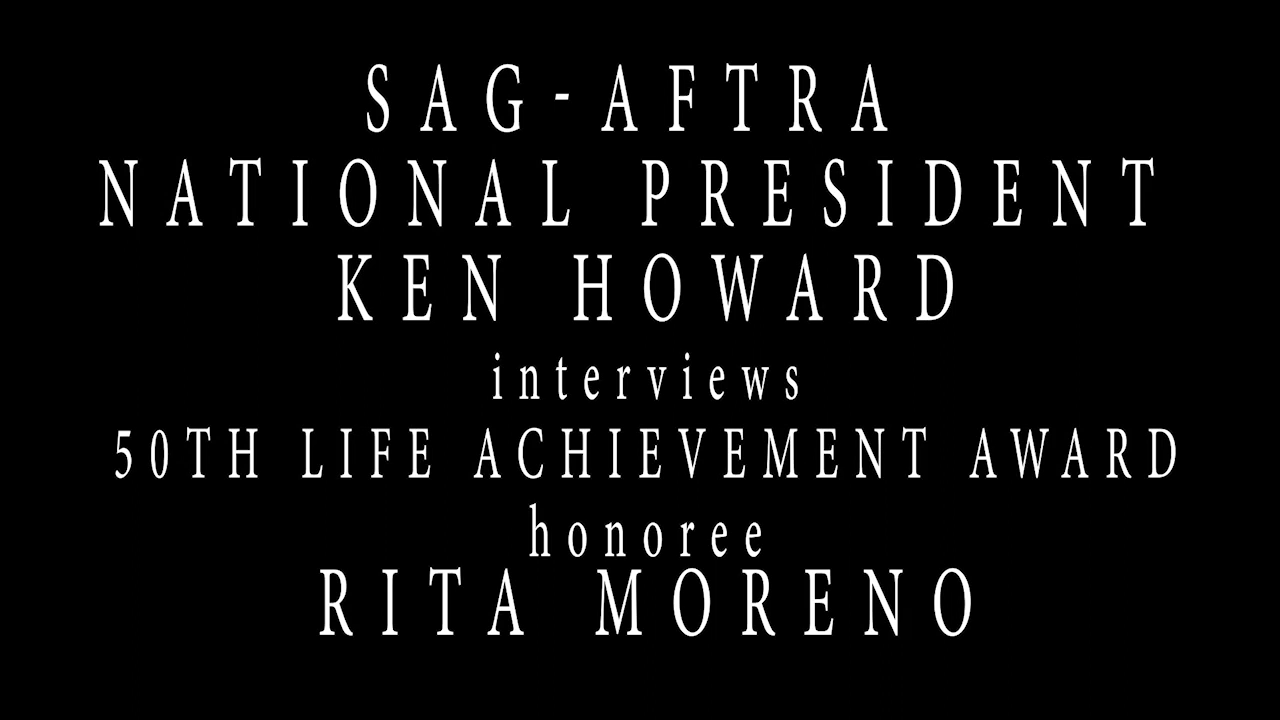 SAG-AFTRA
NATIONAL PRESIDENT
KEN HOWARD
interviews
50TH LIFE ACHIEVEMENT AWARD
honoree
RITA MORENO